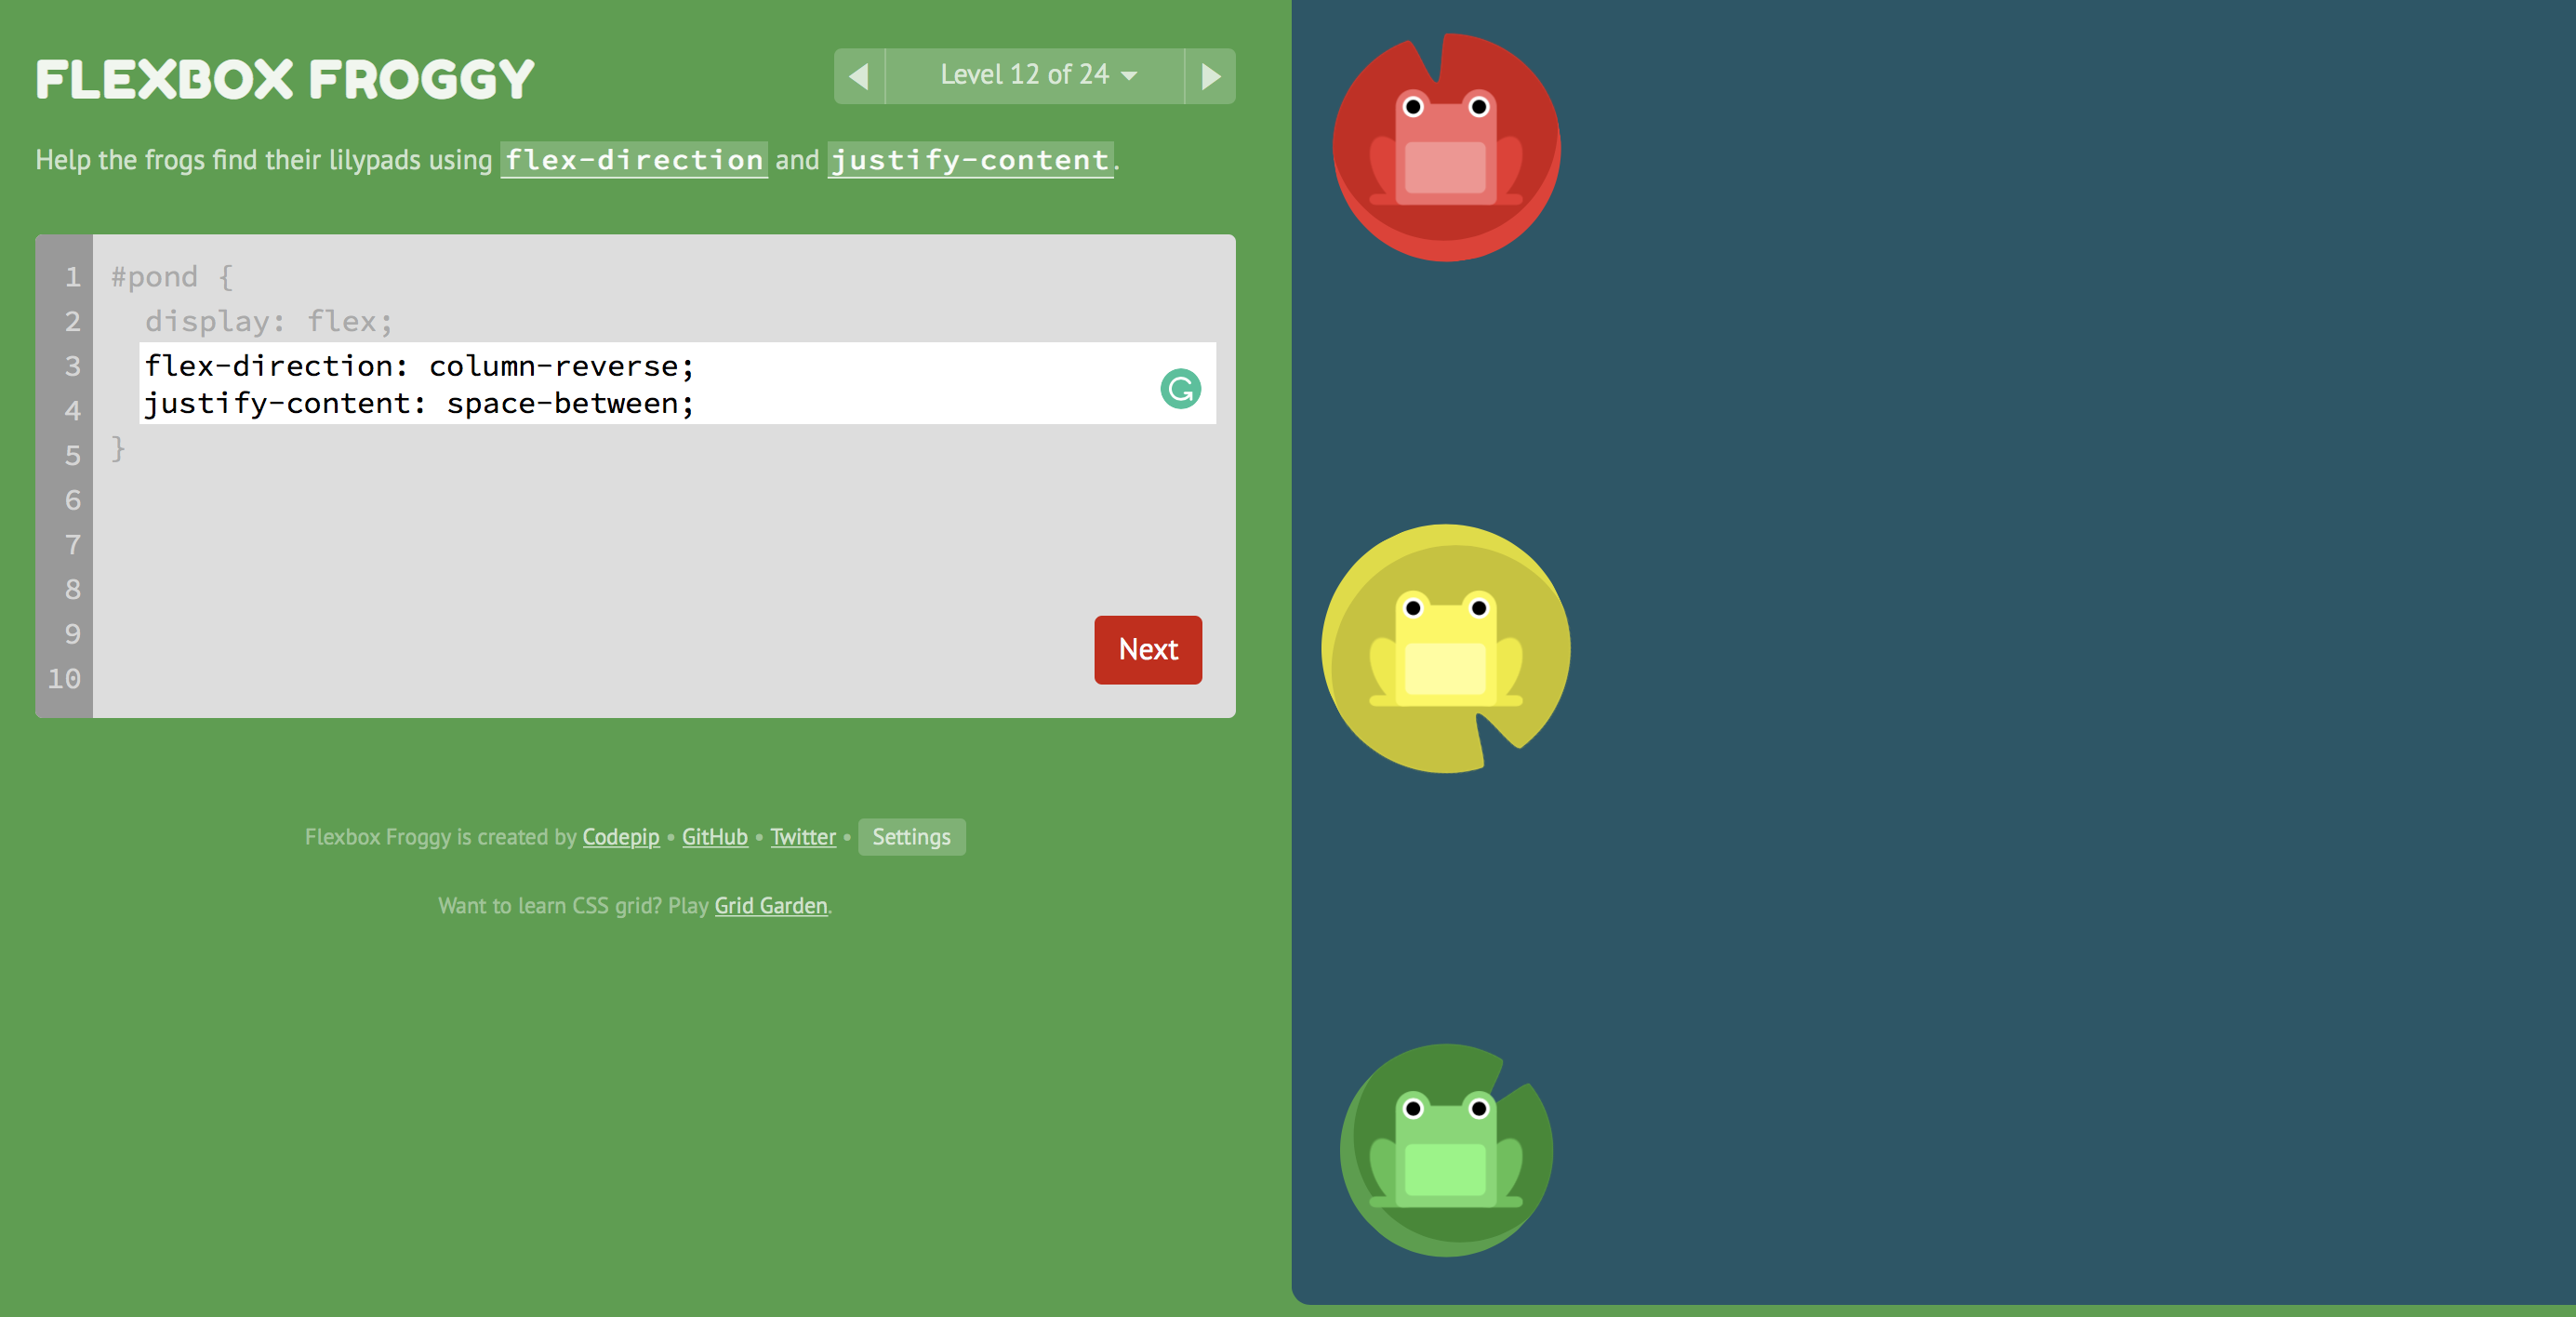 FLEXBOX FROGGY
Level 12 of 24
Help the frogs find their lilypads using flex-direction and justify-content.
1 #pond {
2 display: flex;
3 flex-direction: column-reverse;
4 justify-content: space-between;
5 }
6
7
8
9
10
Next
Flexbox Froggy is created by Codepip • GitHub • Twitter • Settings
Want to learn CSS grid? Play Grid Garden.